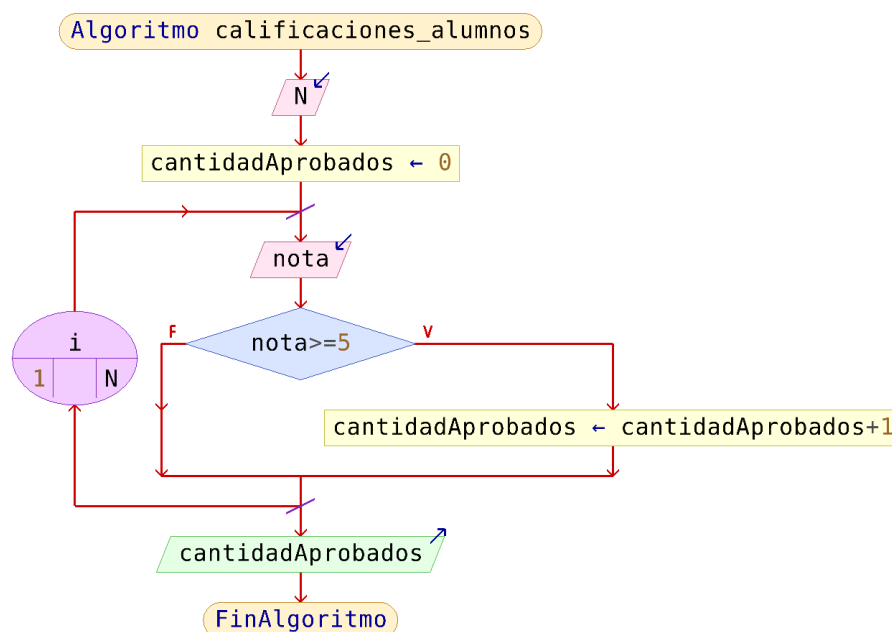 Algoritmo calificaciones_alumnos
N
cantidadAprobados ← 0
nota
F
nota>=5
V
i
1
N
cantidadAprobados ← cantidadAprobados+1
cantidadAprobados
FinAlgoritmo